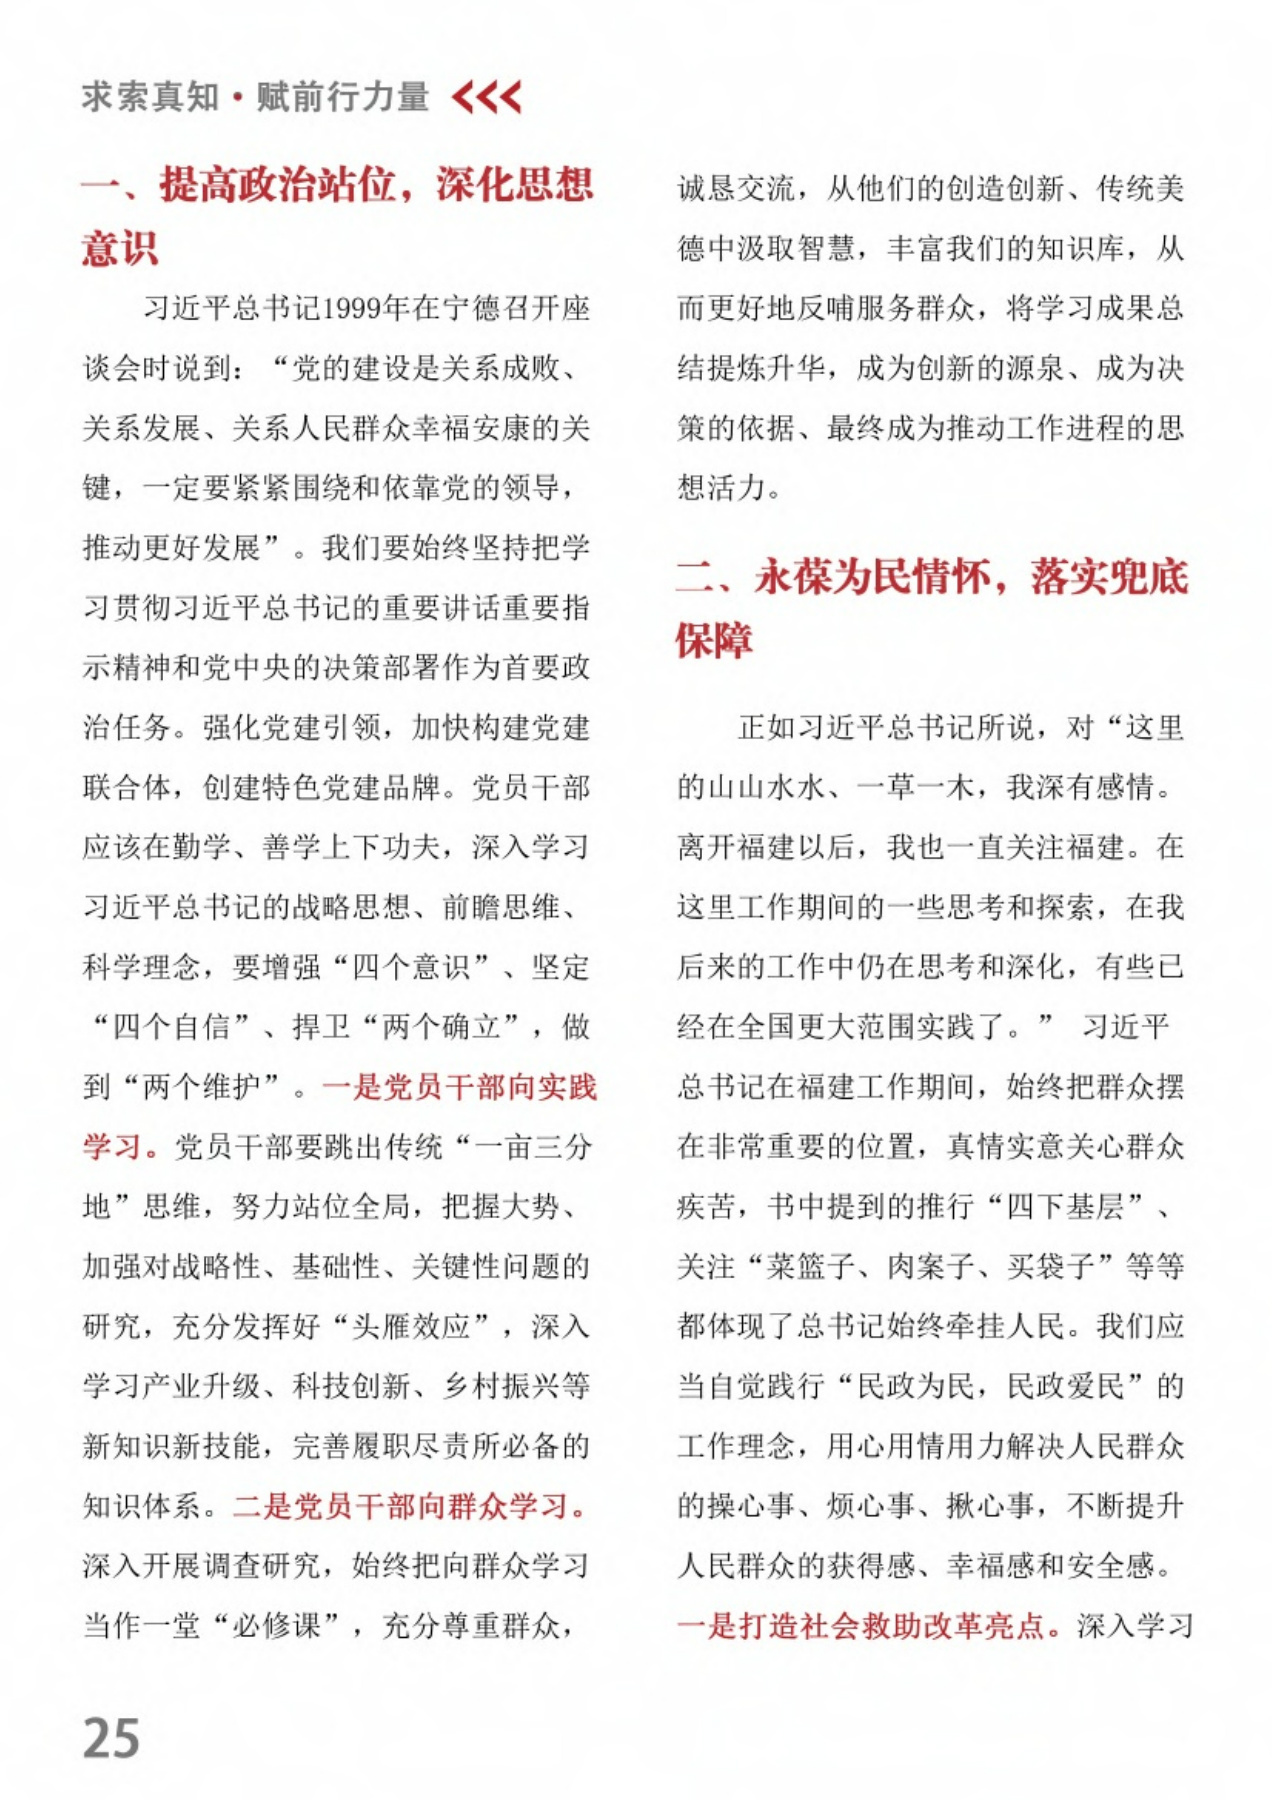 求索真知·赋前行力量
一、提高政治站位，深化思想
意识
习近平总书记1999年在宁德召开座
谈会时说到：“党的建设是关系成败、
关系发展、关系人民群众幸福安康的关
键，一定要紧紧围绕和依靠党的领导，
推动更好发展”。我们要始终坚持把学
习贯彻习近平总书记的重要讲话重要指
示精神和党中央的决策部署作为首要政
治任务。强化党建引领，加快构建党建
联合体，创建特色党建品牌。党员干部
应该在勤学、善学上下功夫，深入学习
习近平总书记的战略思想、前瞻思维、
科学理念，要增强“四个意识”、坚定
“四个自信”、捍卫“两个确立”，做
到“两个维护”。一是党员干部向实践
学习。党员干部要跳出传统“一亩三分
地”思维，努力站位全局，把握大势、
加强对战略性、基础性、关键性问题的
研究，充分发挥好“头雁效应”，深入
学习产业升级、科技创新、乡村振兴等
新知识新技能，完善履职尽责所必备的
知识体系。二是党员干部向群众学习。
深入开展调查研究，始终把向群众学习
当作一堂“必修课”，充分尊重群众，
诚恳交流，从他们的创造创新、传统美
德中汲取智慧，丰富我们的知识库，从
而更好地反哺服务群众，将学习成果总
结提炼升华，成为创新的源泉、成为决
策的依据、最终成为推动工作进程的思
想活力。
二、永葆为民情怀，落实兜底
保障
正如习近平总书记所说，对“这里
的山山水水、一草一木，我深有感情。
离开福建以后，我也一直关注福建。在
这里工作期间的一些思考和探索，在我
后来的工作中仍在思考和深化，有些已
经在全国更大范围实践了。” 习近平
总书记在福建工作期间，始终把群众摆
在非常重要的位置，真情实意关心群众
疾苦，书中提到的推行“四下基层”、
关注“菜篮子、肉案子、买袋子”等等
都体现了总书记始终牵挂人民。我们应
当自觉践行“民政为民，民政爱民”的
工作理念，用心用情用力解决人民群众
的操心事、烦心事、揪心事，不断提升
人民群众的获得感、幸福感和安全感。
一是打造社会救助改革亮点。深入学习
25